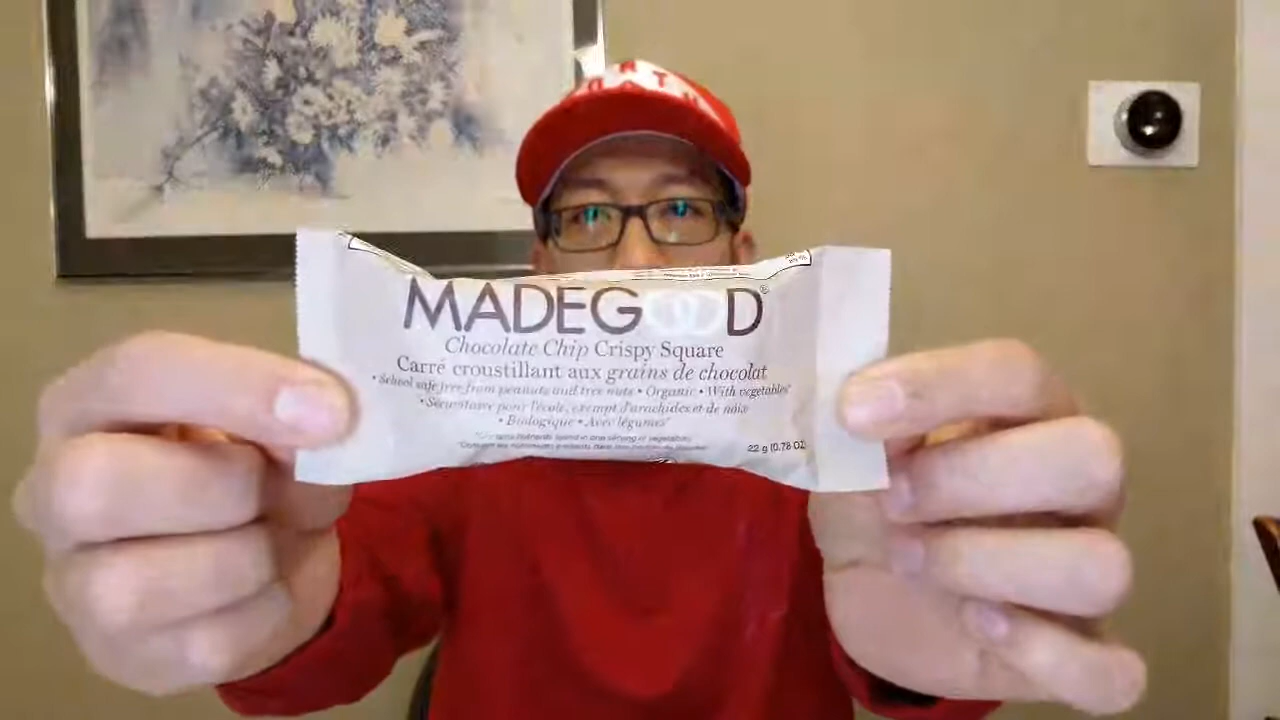 MADEGOOD®
Chocolate Chip Crispy Square
Carré croustillant aux grains de chocolat
• School safe free from peanuts and tree nuts • Organic • With vegetables*
• Sécuritaire pour l'école, exempt d'arachides et de noix
• Biologique • Avec légumes*
22 g (0.78 OZ